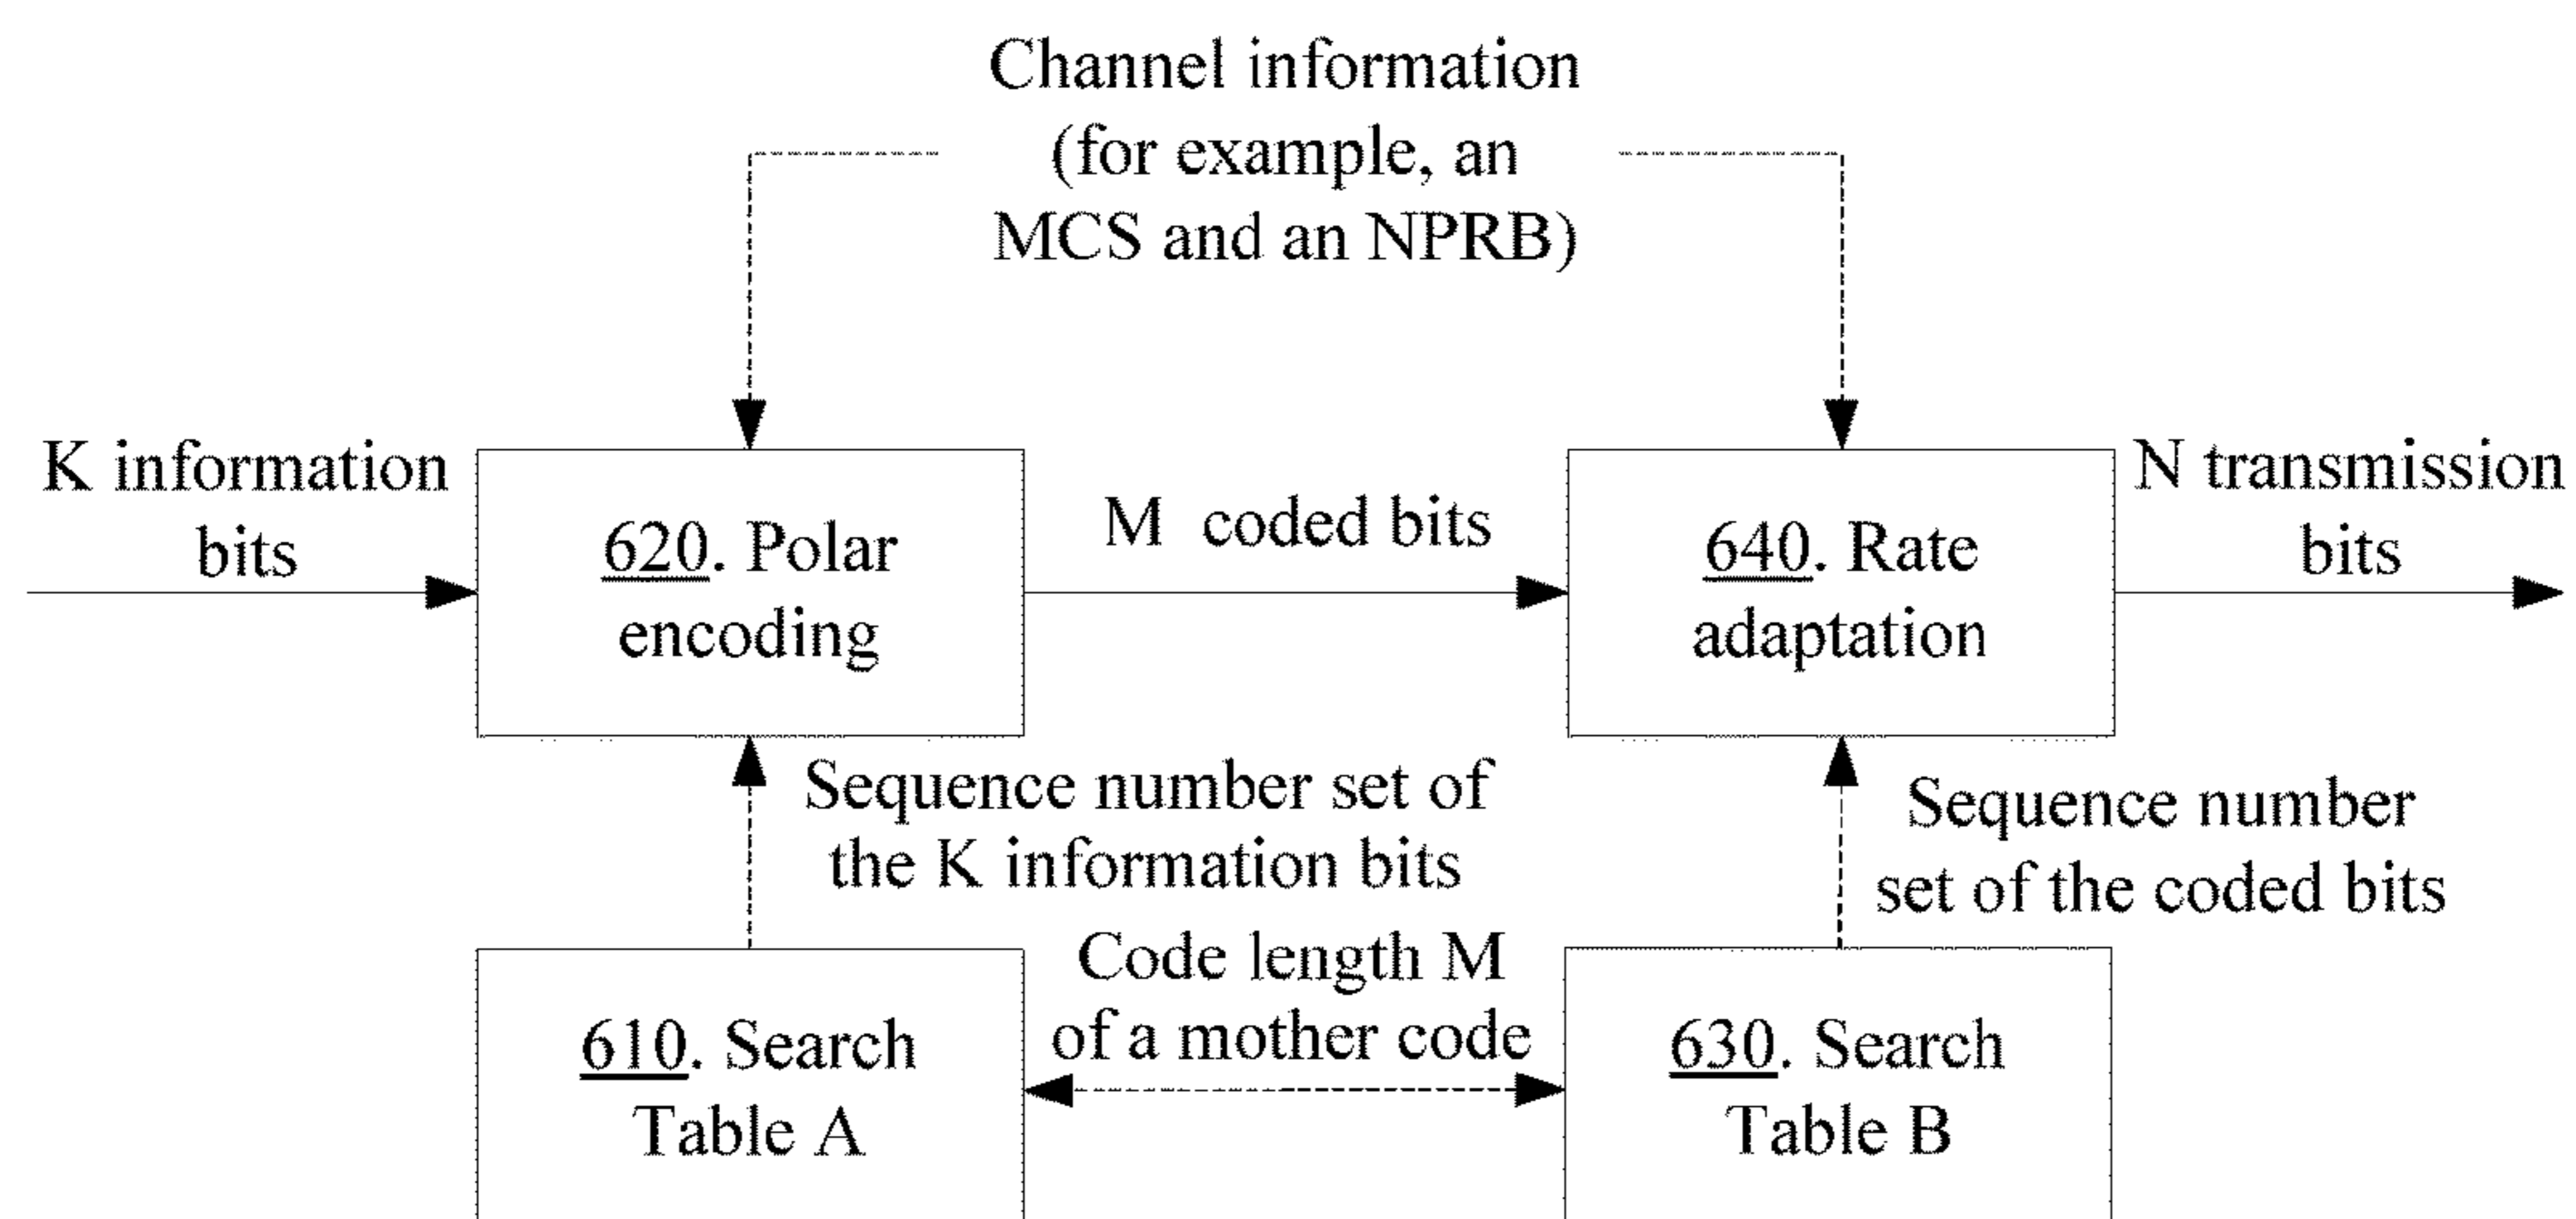 Channel information
(for example, an
MCS and an NPRB)
K information
bits
620. Polar
encoding
M coded bits
640. Rate
adaptation
N transmission
bits
Sequence number set of
the K information bits
Sequence number
set of the coded bits
610. Search
Table A
Code length M
of a mother code
630. Search
Table B